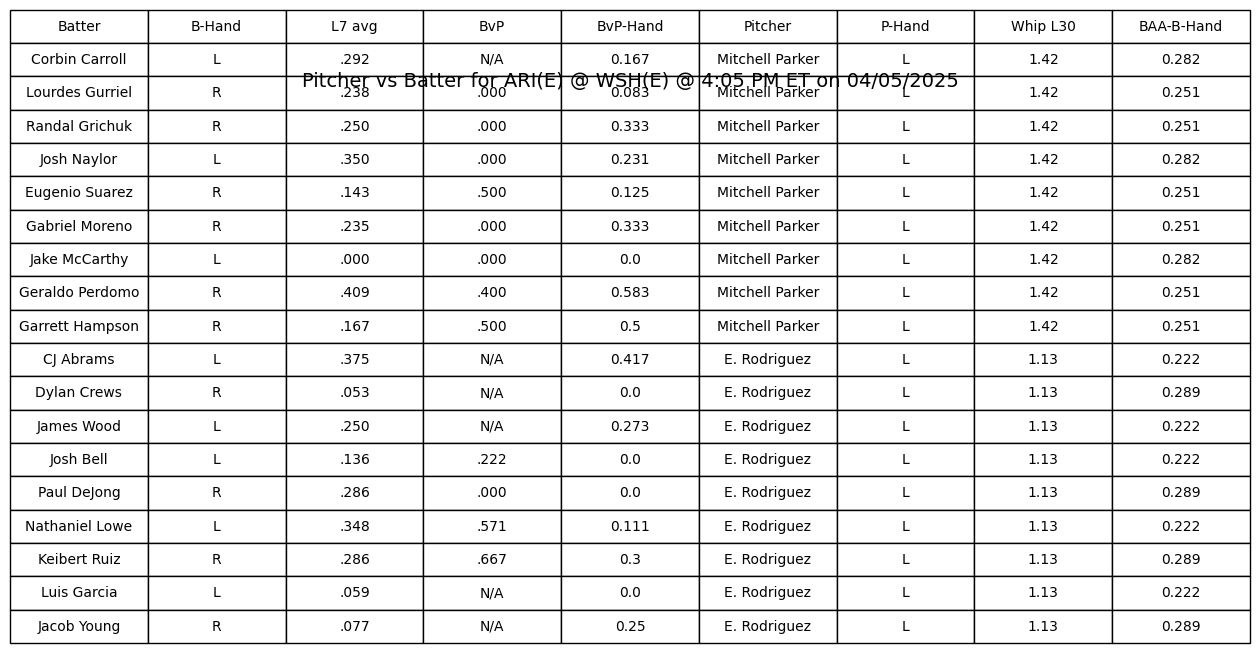 Batter B-Hand L7 avg BvP BvP-Hand Pitcher P-Hand Whip L30 BAA-B-Hand
Corbin Carroll L .292 N/A 0.167 Mitchell Parker L 1.42 0.282
Pitcher vs Batter for ARI(E) @ WSH(E) @ 4:05 PM ET on 04/05/2025
Lourdes Gurriel R .238 .000 0.083 Mitchell Parker L 1.42 0.251
Randal Grichuk R .250 .000 0.333 Mitchell Parker L 1.42 0.251
Josh Naylor L .350 .000 0.231 Mitchell Parker L 1.42 0.282
Eugenio Suarez R .143 .500 0.125 Mitchell Parker L 1.42 0.251
Gabriel Moreno R .235 .000 0.333 Mitchell Parker L 1.42 0.251
Jake McCarthy L .000 .000 0.0 Mitchell Parker L 1.42 0.282
Geraldo Perdomo R .409 .400 0.583 Mitchell Parker L 1.42 0.251
Garrett Hampson R .167 .500 0.5 Mitchell Parker L 1.42 0.251
CJ Abrams L .375 N/A 0.417 E. Rodriguez L 1.13 0.222
Dylan Crews R .053 N/A 0.0 E. Rodriguez L 1.13 0.289
James Wood L .250 N/A 0.273 E. Rodriguez L 1.13 0.222
Josh Bell L .136 .222 0.0 E. Rodriguez L 1.13 0.222
Paul DeJong R .286 .000 0.0 E. Rodriguez L 1.13 0.289
Nathaniel Lowe L .348 .571 0.111 E. Rodriguez L 1.13 0.222
Keibert Ruiz R .286 .667 0.3 E. Rodriguez L 1.13 0.289
Luis Garcia L .059 N/A 0.0 E. Rodriguez L 1.13 0.222
Jacob Young R .077 N/A 0.25 E. Rodriguez L 1.13 0.289